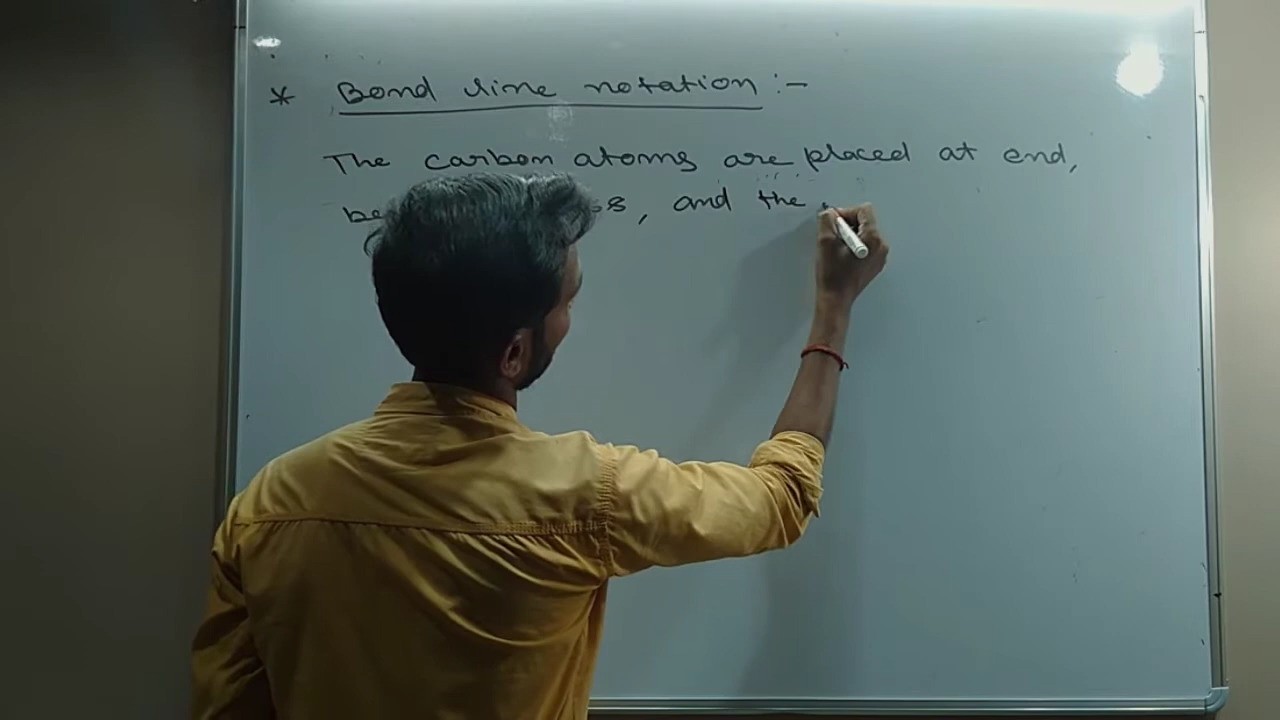 * Bond line notation :-
The carbon atoms are placed at end,
, and the